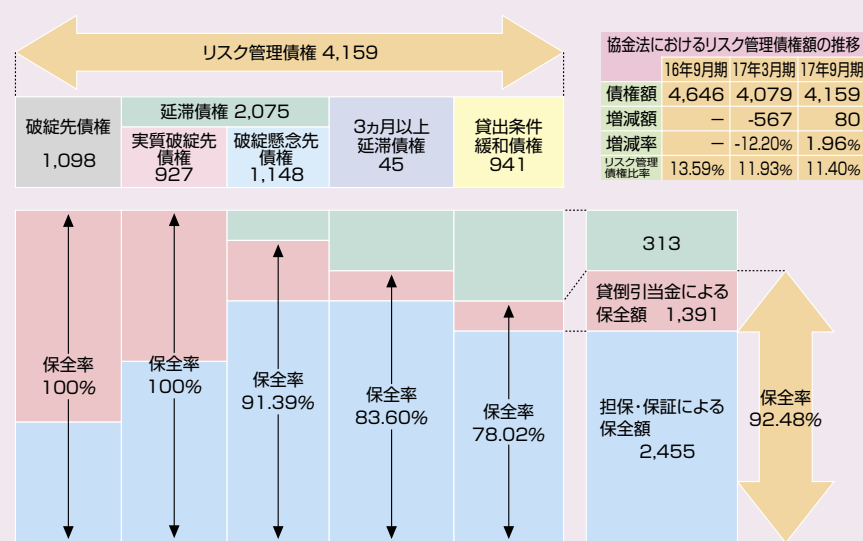 リスク管理債権 4,159
協金法におけるリスク管理債権額の推移
16年9月期 17年3月期 17年9月期
債権額 4,646 4,079 4,159
増減額 − -567 80
増減率 − -12.20% 1.96%
リスク管理
債権比率 13.59% 11.93% 11.40%
破綻先債権
1,098
延滞債権 2,075
実質破綻先
債権
927
破綻懸念先
債権
1,148
3ヵ月以上
延滞債権
45
貸出条件
緩和債権
941
保全率
100%
保全率
100%
保全率
91.39%
保全率
83.60%
保全率
78.02%
313
貸倒引当金による
保全額 1,391
担保・保証による
保全額
2,455
保全率
92.48%